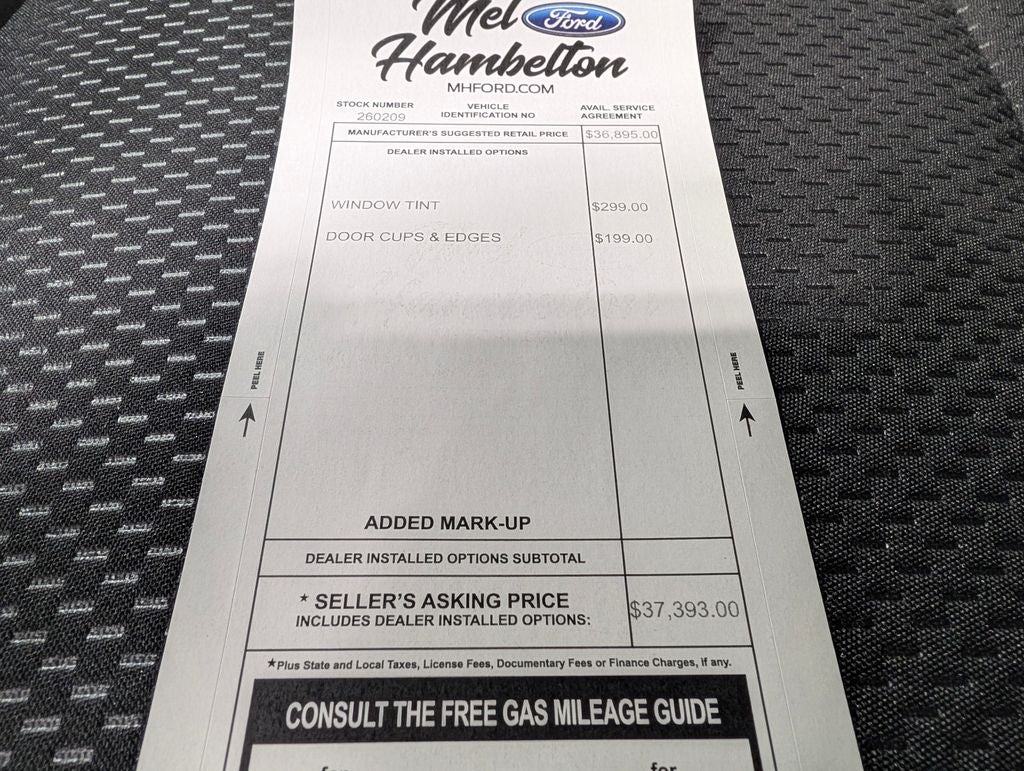 Mel Ford
Hambelton
MHFORD.COM
STOCK NUMBER
260209
VEHICLE
IDENTIFICATION NO
AVAIL. SERVICE
AGREEMENT
MANUFACTURER'S SUGGESTED RETAIL PRICE $36,895.00
DEALER INSTALLED OPTIONS
WINDOW TINT $299.00
DOOR CUPS & EDGES $199.00
PEEL HERE
PEEL HERE
ADDED MARK-UP
DEALER INSTALLED OPTIONS SUBTOTAL
* SELLER'S ASKING PRICE $37,393.00
INCLUDES DEALER INSTALLED OPTIONS:
★Plus State and Local Taxes, License Fees, Documentary Fees or Finance Charges, if any.
CONSULT THE FREE GAS MILEAGE GUIDE